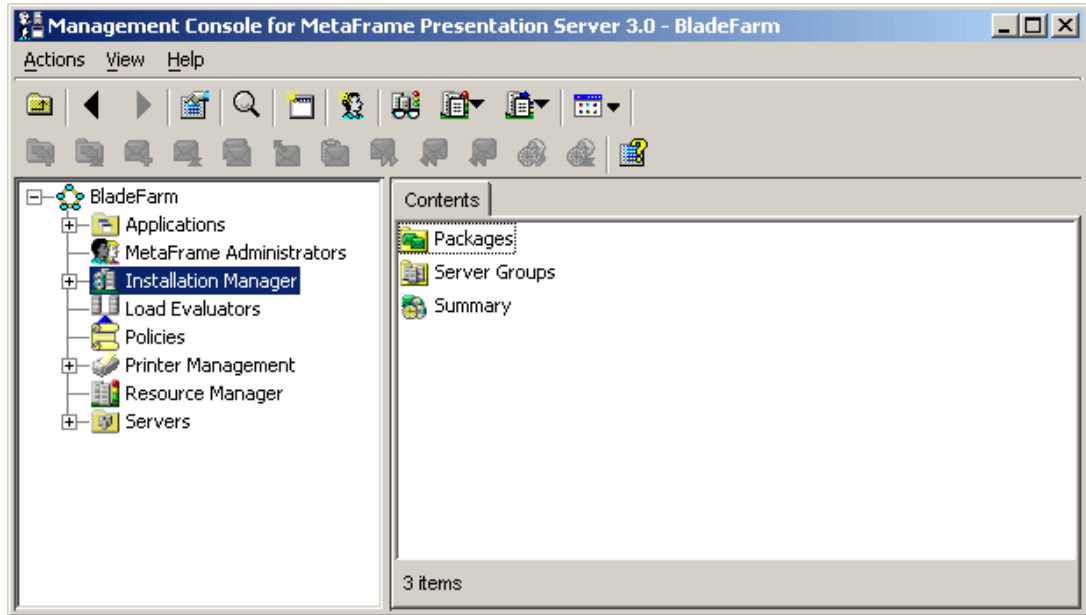 Management Console for MetaFrame Presentation Server 3.0 - BladeFarm
Actions View Help
BladeFarm
Applications
MetaFrame Administrators
Installation Manager
Load Evaluators
Policies
Printer Management
Resource Manager
Servers
Contents
Packages
Server Groups
Summary
3 items